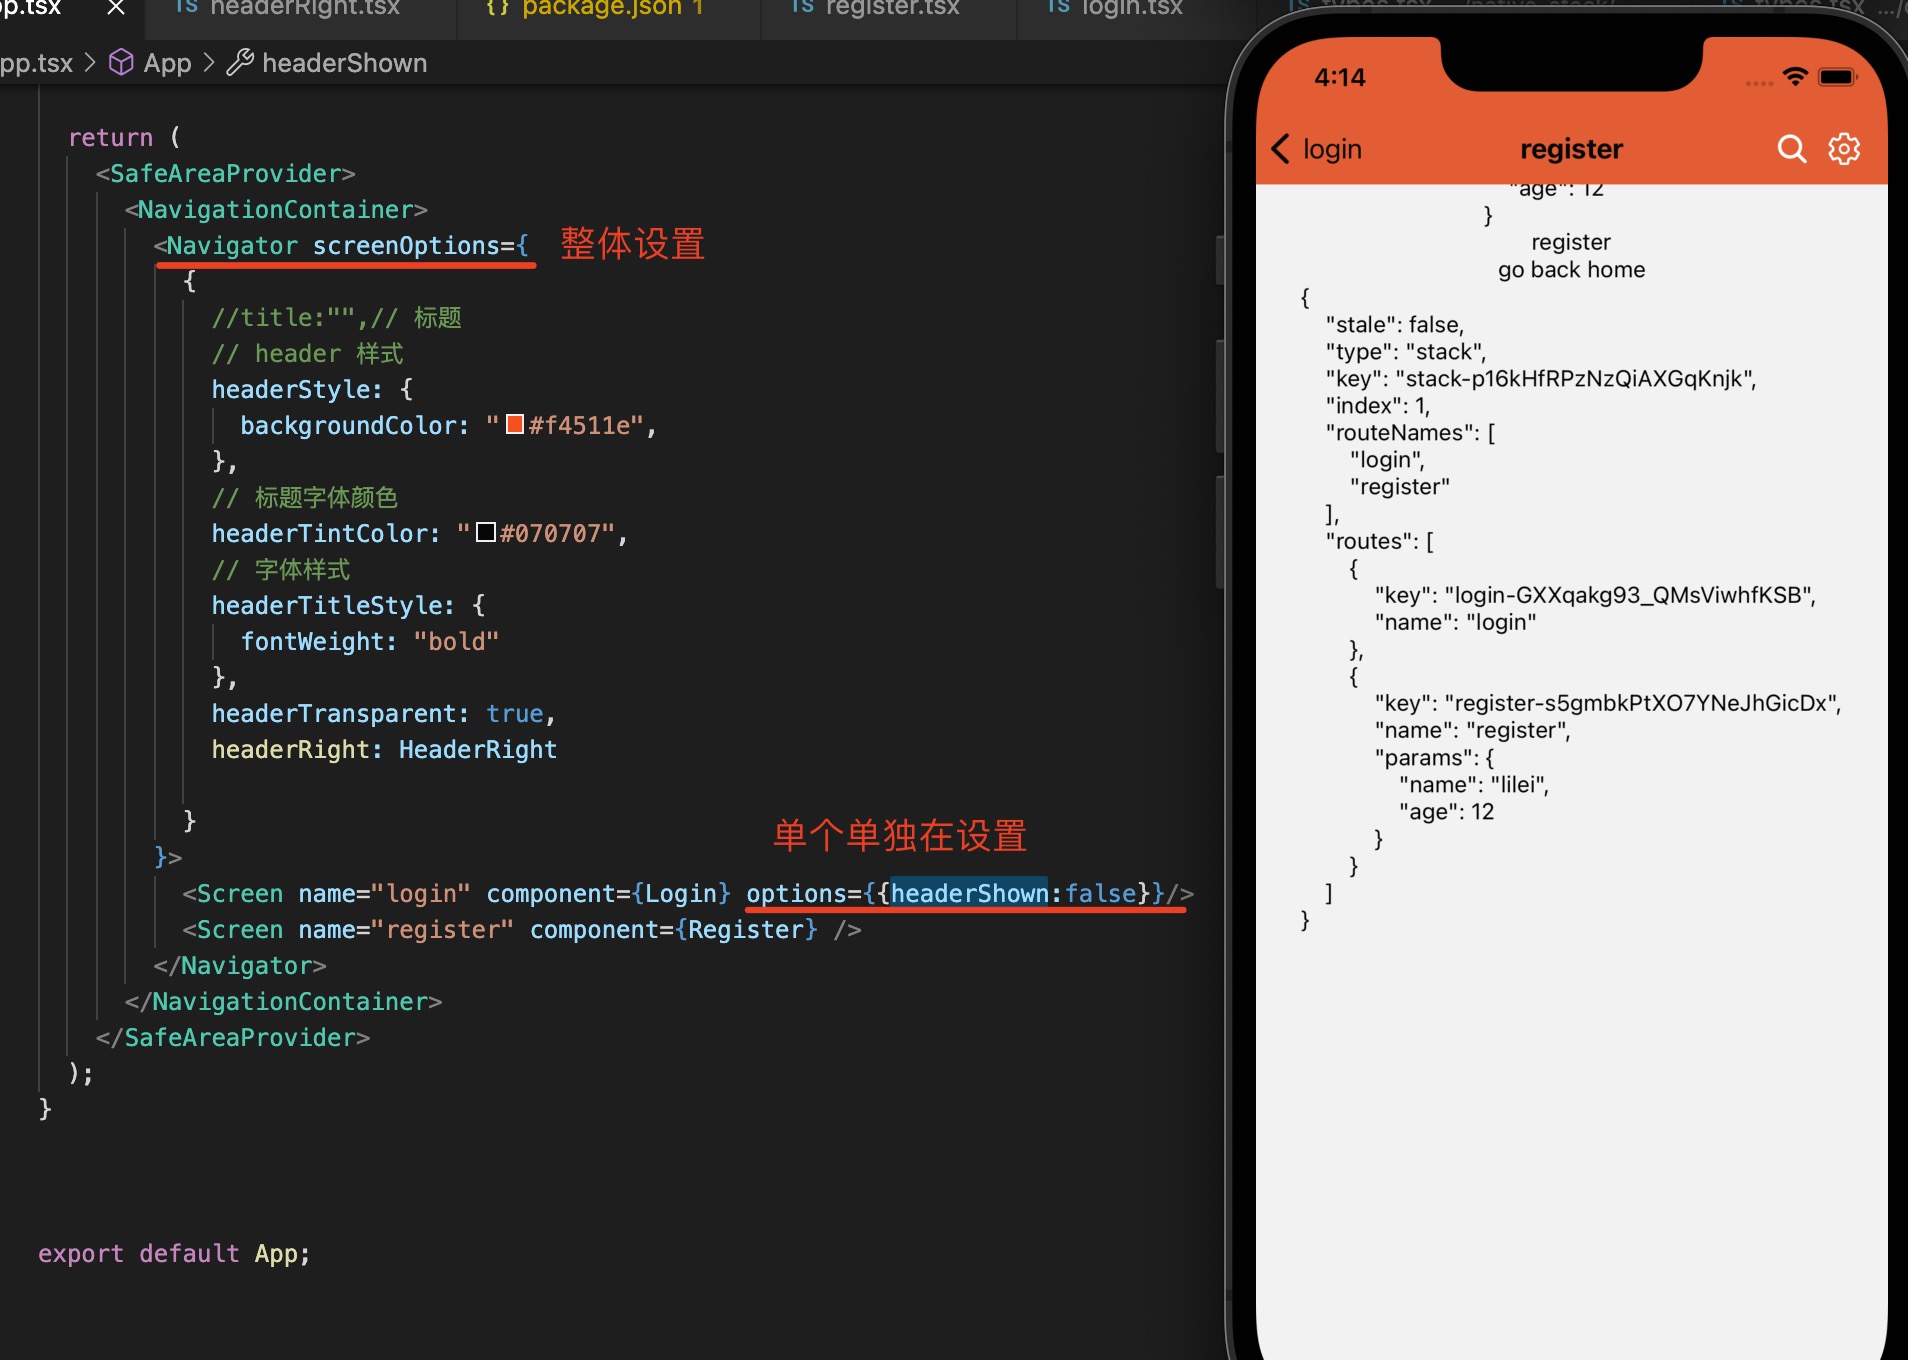 pp.tsx
TS headerRight.tsx
{} package.json 1
TS register.tsx
TS login.tsx
pp.tsx > App > headerShown
return (
<SafeAreaProvider>
<NavigationContainer>
<Navigator screenOptions={ 整体设置
{
//title:"",// 标题
// header 样式
headerStyle: {
backgroundColor: "#f4511e",
},
// 标题字体颜色
headerTintColor: "#070707",
// 字体样式
headerTitleStyle: {
fontWeight: "bold"
},
headerTransparent: true,
headerRight: HeaderRight
}
单个单独在设置
}>
<Screen name="login" component={Login} options={{headerShown:false}}/>
<Screen name="register" component={Register} />
</Navigator>
</NavigationContainer>
</SafeAreaProvider>
);
}
export default App;
4:14
login
register
"age": 12
}
register
go back home
{
"stale": false,
"type": "stack",
"key": "stack-p16kHfRPzNzQiAXGqKnjk",
"index": 1,
"routeNames": [
"login",
"register"
],
"routes": [
{
"key": "login-GXXqakg93_QMsViwhfKSB",
"name": "login"
},
{
"key": "register-s5gmbkPtXO7YNeJhGicDx",
"name": "register",
"params": {
"name": "lilei",
"age": 12
}
}
]
}